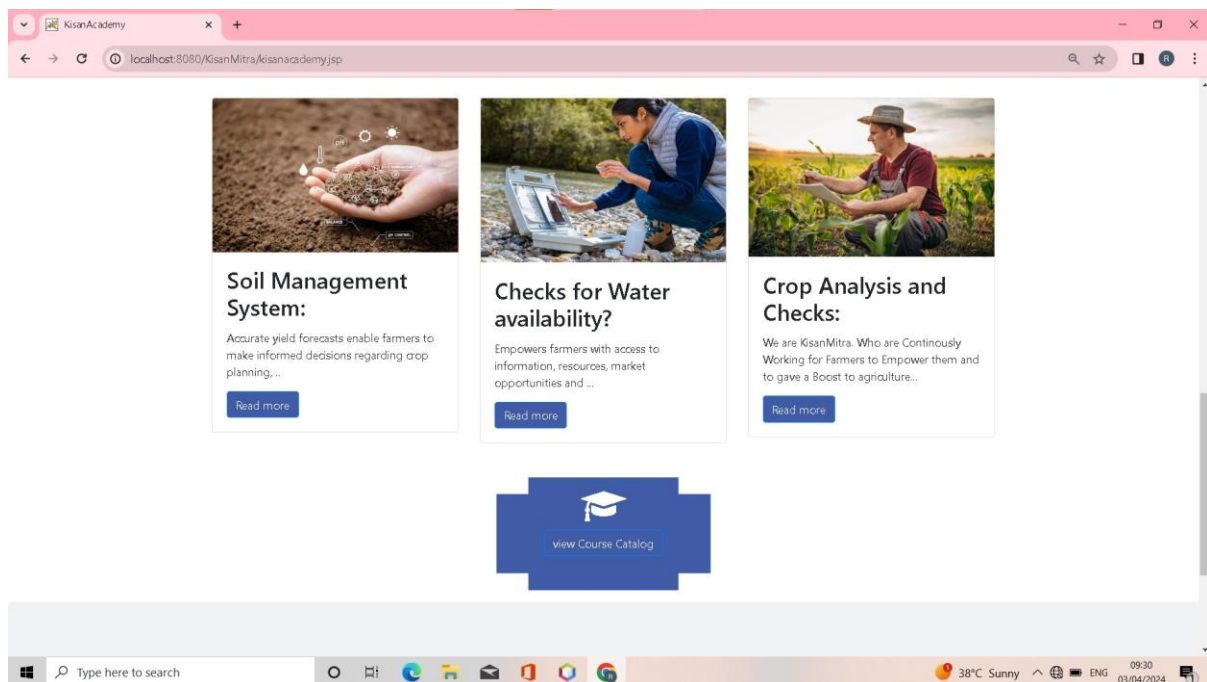 KisanAcademy
localhost:8080/KisanMitra/kisanacademy.jsp
R
BALANCE
pH CONTROL
Soil Management
System:
Accurate yield forecasts enable farmers to
make informed decisions regarding crop
planning, ..
Read more
Checks for Water
availability?
Empowers farmers with access to
information, resources, market
opportunities and ...
Read more
Crop Analysis and
Checks:
We are KisanMitra. Who are Continously
Working for Farmers to Empower them and
to gave a Boost to agriculture...
Read more
view Course Catalog
Type here to search
38°C Sunny
ENG
09:30
03/04/2024